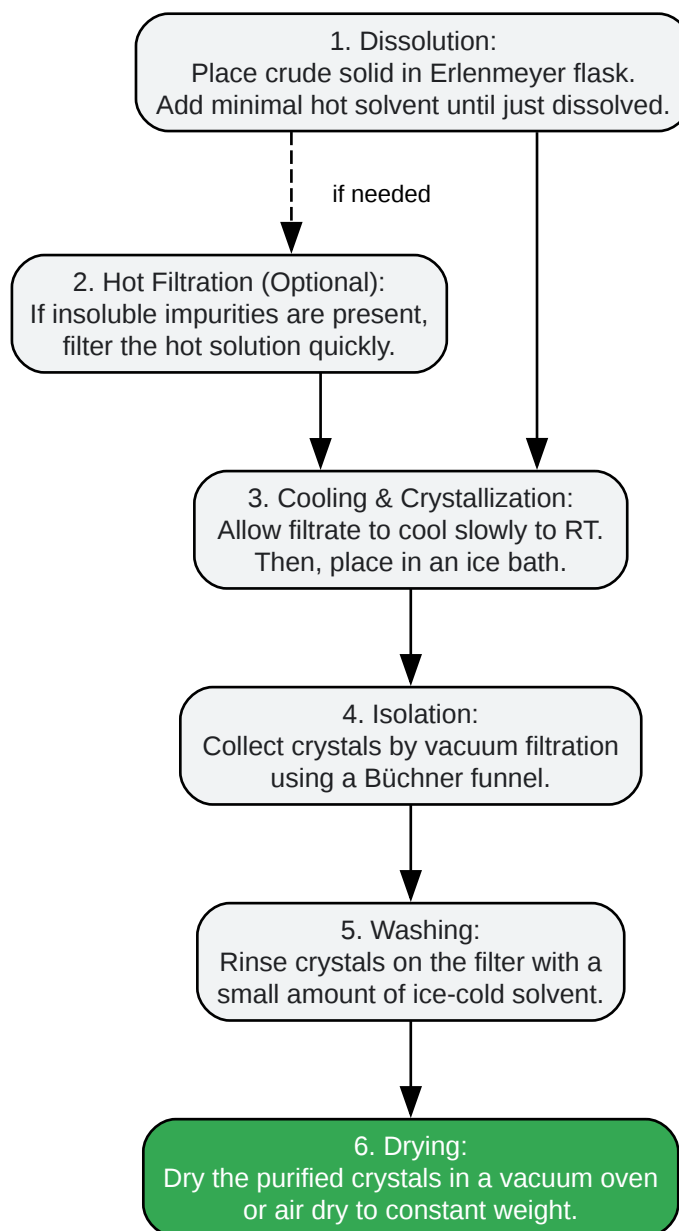 1. Dissolution:
Place crude solid in Erlenmeyer flask.
Add minimal hot solvent until just dissolved.
if needed
2. Hot Filtration (Optional):
If insoluble impurities are present,
filter the hot solution quickly.
3. Cooling & Crystallization:
Allow filtrate to cool slowly to RT.
Then, place in an ice bath.
4. Isolation:
Collect crystals by vacuum filtration
using a Büchner funnel.
5. Washing:
Rinse crystals on the filter with a
small amount of ice-cold solvent.
6. Drying:
Dry the purified crystals in a vacuum oven
or air dry to constant weight.